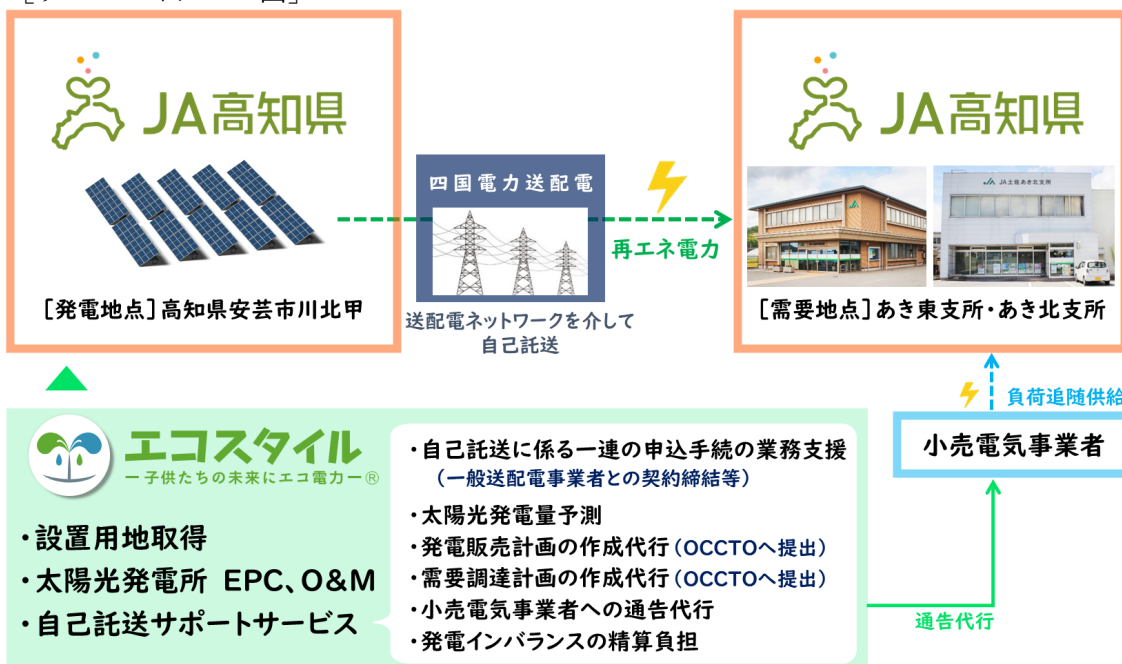 JA高知県
[発電地点]高知県安芸市川北甲
四国電力送配電
送配電ネットワークを介して
自己託送
再エネ電力
JA高知県
JA
JA土佐あき北支所
[需要地点]あき東支所・あき北支所
負荷追随供給
小売電気事業者
通告代行
エコスタイル
ー子供たちの未来にエコ電力ー®
・設置用地取得
・太陽光発電所 EPC、O&M
・自己託送サポートサービス
・自己託送に係る一連の申込手続の業務支援
(一般送配電事業者との契約締結等)
・太陽光発電量予測
・発電販売計画の作成代行(OCCTOへ提出)
・需要調達計画の作成代行(OCCTOへ提出)
・小売電気事業者への通告代行
・発電インバランスの精算負担